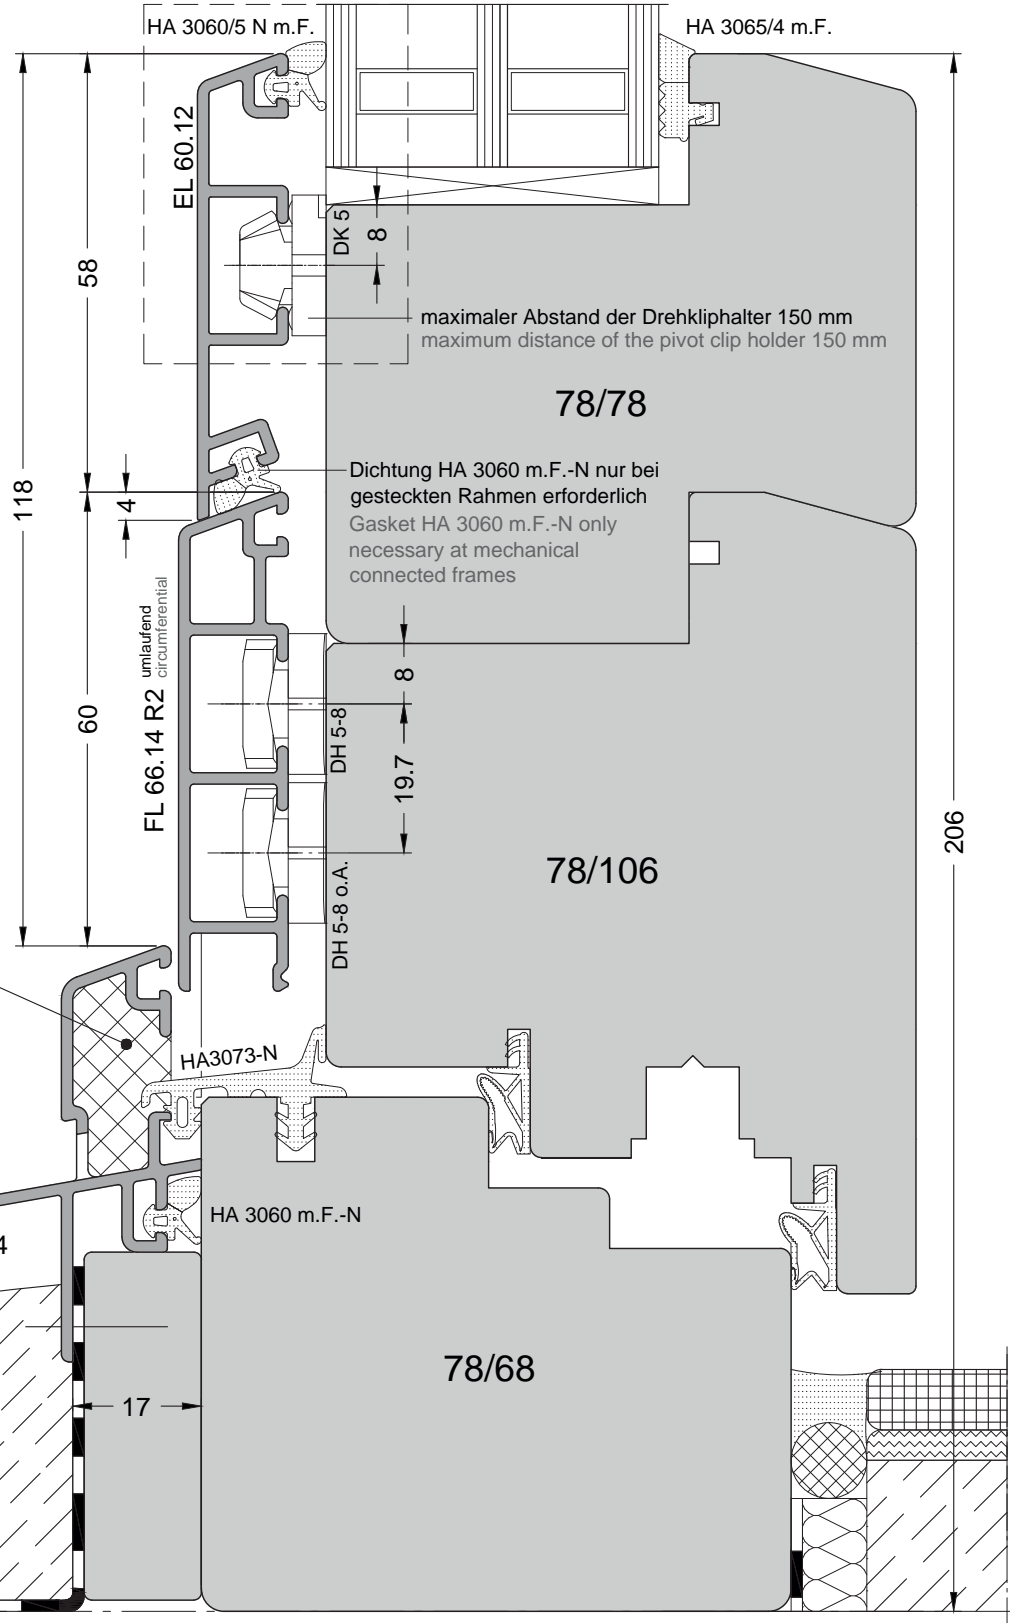 HA 3060/5 N m.F.
HA 3065/4 m.F.
EL 60.12
DK 5
8
58
maximaler Abstand der Drehkliphalter 150 mm
maximum distance of the pivot clip holder 150 mm
78/78
118
4
Dichtung HA 3060 m.F.-N nur bei
gesteckten Rahmen erforderlich
Gasket HA 3060 m.F.-N only
necessary at mechanical
connected frames
FL 66.14 R2
umlaufend
circumferential
60
8
DH 5-8
19.7
206
78/106
DH 5-8 o.A.
HA3073-N
HA 3060 m.F.-N
4
78/68
17